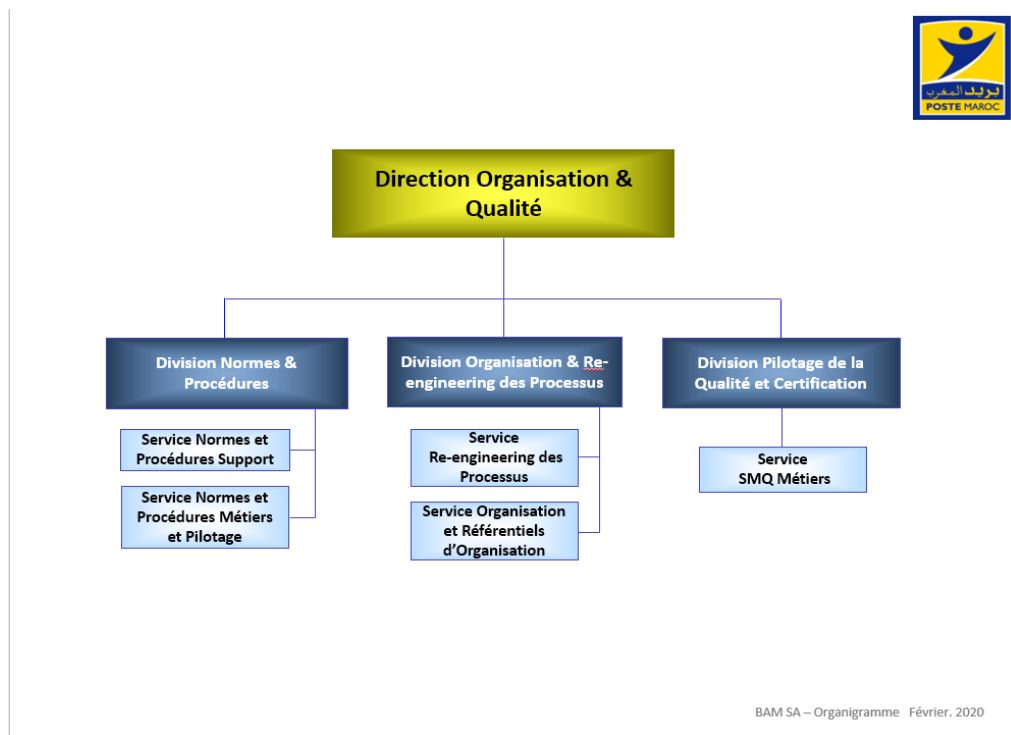 بريد المغرب
POSTE MAROC
Direction Organisation &
Qualité
Division Normes &
Procédures
Service Normes et
Procédures Support
Service Normes et
Procédures Métiers
et Pilotage
Division Organisation & Re-
engineering des Processus
Service
Re-engineering des
Processus
Service Organisation
et Référentiels
d’Organisation
Division Pilotage de la
Qualité et Certification
Service
SMQ Métiers
BAM SA – Organigramme Février. 2020